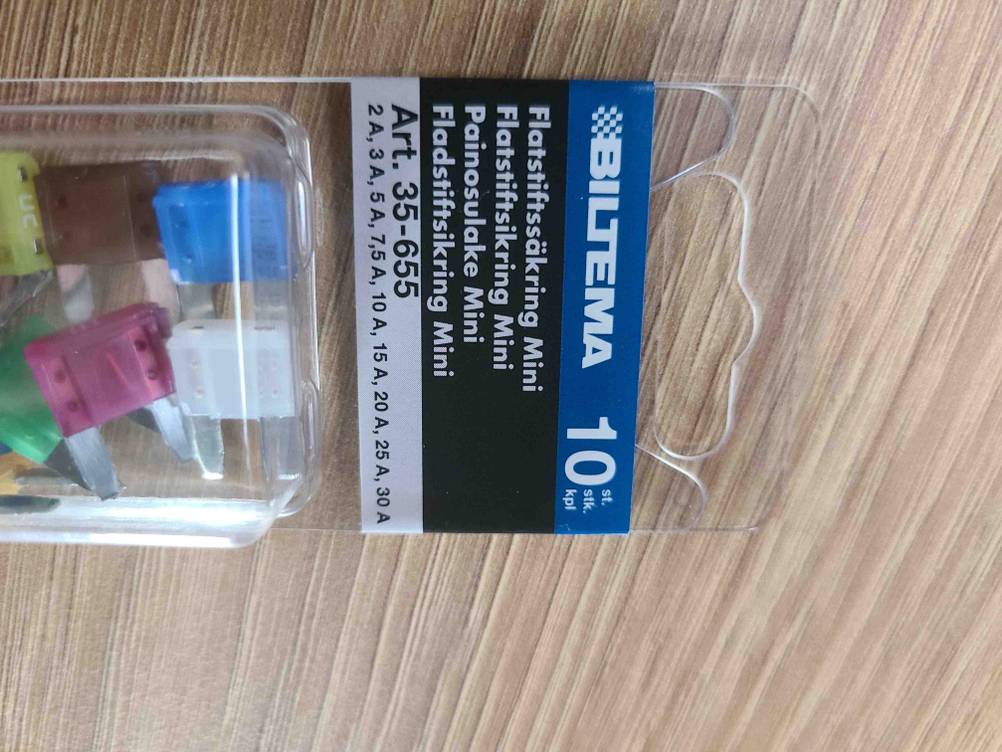 BILTEMA 10 st.
stk.
kpl
Flatstiftssäkring Mini
Flatstiftsikring Mini
Painosulake Mini
Fladstiftsikring Mini
Art. 35-655
2 A, 3 A, 5 A, 7,5 A, 10 A, 15 A, 20 A, 25 A, 30 A